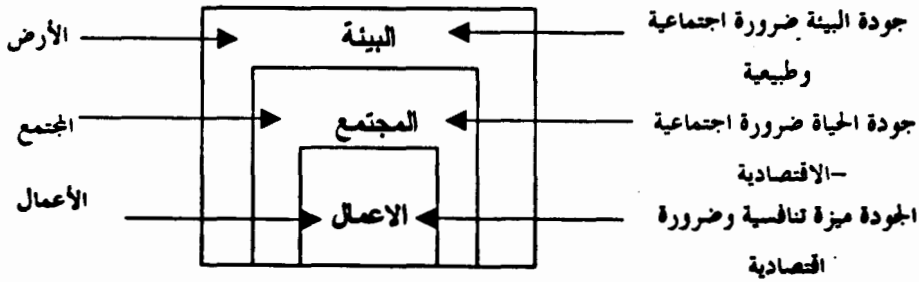 جودة البيئة ضرورة اجتماعية
وطبيعية
البيئة
الأرض
جودة الحياة ضرورة اجتماعية
–الاقتصادية
المجتمع
المجتمع
الجودة ميزة تنافسية وضرورة
اقتصادية
الاعمال
الأعمال